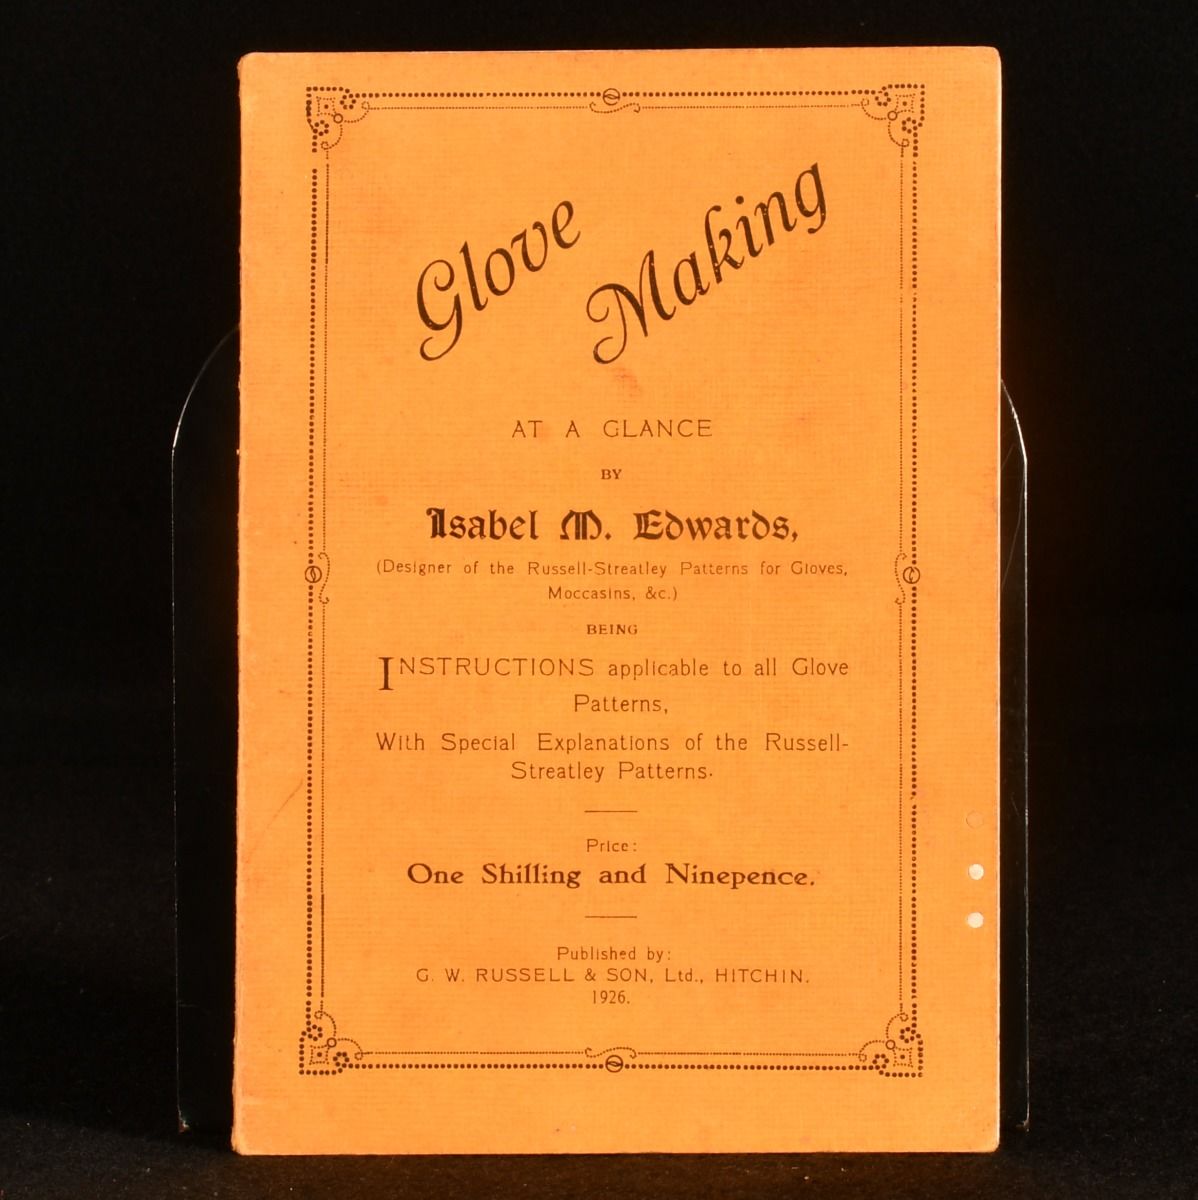 Glove Making
AT A GLANCE
BY
Isabel M. Edwards,
(Designer of the Russell-Streatley Patterns for Gloves,
Moccasins, &c.)
BEING
INSTRUCTIONS applicable to all Glove
Patterns,
With Special Explanations of the Russell-
Streatley Patterns.
Price:
One Shilling and Ninepence.
Published by:
G. W. RUSSELL & SON, Ltd., HITCHIN.
1926.